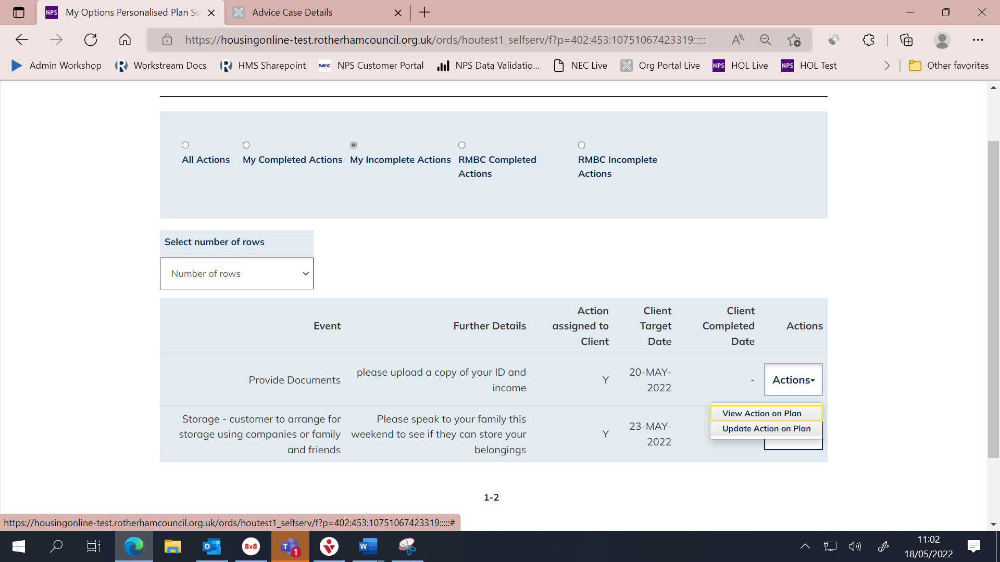 NPS My Options Personalised Plan Su
Advice Case Details
https://housingonline-test.rotherhamcouncil.org.uk/ords/houtest1_selfserv/f?p=402:453:10751067423319:::::
Admin Workshop
Workstream Docs
HMS Sharepoint
NEC NPS Customer Portal
NPS Data Validatio...
NEC Live
Org Portal Live
NPS HOL Live
NPS HOL Test
Other favorites
All Actions
My Completed Actions
My Incomplete Actions
RMBC Completed
Actions
RMBC Incomplete
Actions
Select number of rows
Number of rows
Event
Further Details
Action
assigned to
Client
Client
Target
Date
Client
Completed
Date
Actions
Provide Documents
please upload a copy of your ID and
income
Y
20-MAY-
2022
-
Actions
Storage - customer to arrange for
storage using companies or family
and friends
Please speak to your family this
weekend to see if they can store your
belongings
Y
23-MAY-
2022
View Action on Plan
Update Action on Plan
1-2
https://housingonline-test.rotherhamcouncil.org.uk/ords/houtest1_selfserv/f?p=402:453:10751067423319:::::#
8x8
1
11:02
18/05/2022